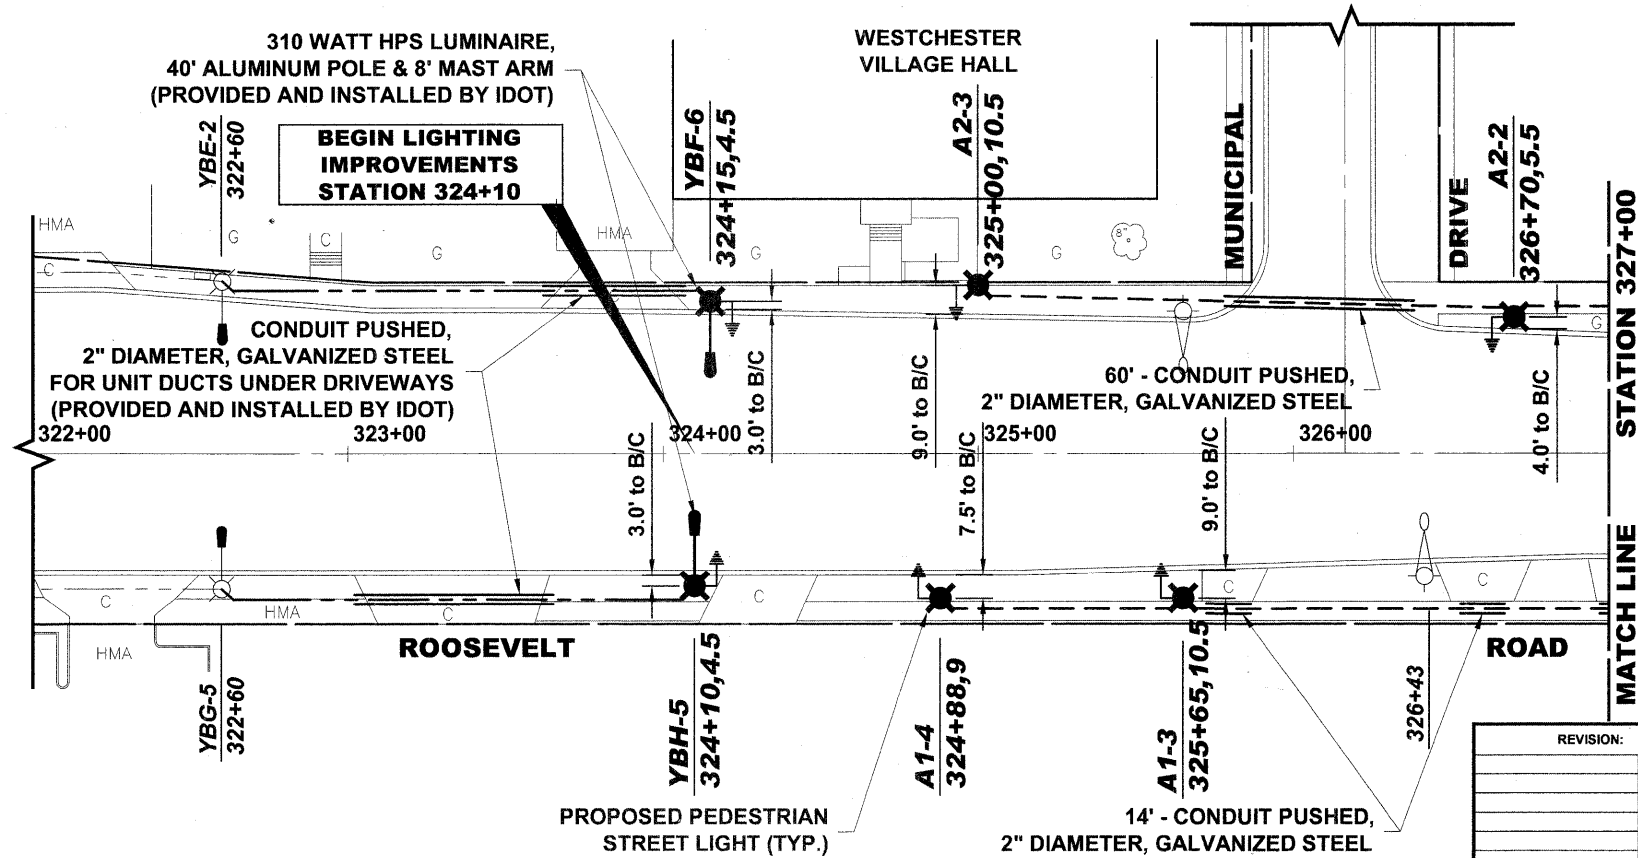 310 WATT HPS LUMINAIRE,
40' ALUMINUM POLE & 8' MAST ARM
(PROVIDED AND INSTALLED BY IDOT)
WESTCHESTER
VILLAGE HALL
BEGIN LIGHTING
IMPROVEMENTS
STATION 324+10
YBE-2
322+60
YBF-6
324+15,4.5
A2-3
325+00,10.5
MUNICIPAL
DRIVE
A2-2
326+70,5.5
HMA
G
C
G
HMA
G
8"
G
C
G
CONDUIT PUSHED,
2" DIAMETER, GALVANIZED STEEL
FOR UNIT DUCTS UNDER DRIVEWAYS
(PROVIDED AND INSTALLED BY IDOT)
60' - CONDUIT PUSHED,
2" DIAMETER, GALVANIZED STEEL
322+00
323+00
324+00
325+00
326+00
3.0' to B/C
3.0' to B/C
9.0' to B/C
7.5' to B/C
9.0' to B/C
4.0' to B/C
MATCH LINE STATION 327+00
C
HMA
C
C
C
C
HMA
ROOSEVELT
ROAD
YBG-5
322+60
YBH-5
324+10,4.5
A1-4
324+88,9
A1-3
325+65,10.5
326+43
PROPOSED PEDESTRIAN
STREET LIGHT (TYP.)
14' - CONDUIT PUSHED,
2" DIAMETER, GALVANIZED STEEL
REVISION: